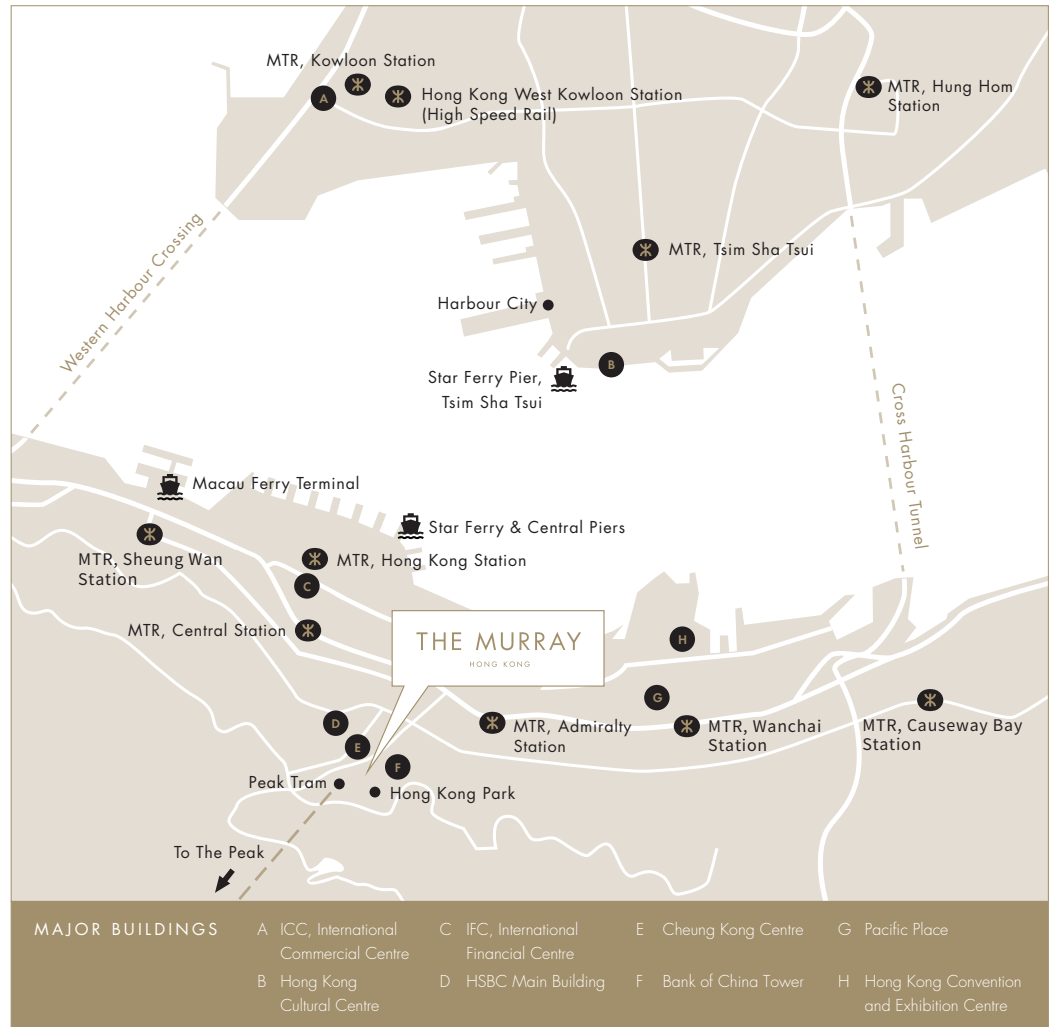 MTR, Kowloon Station
A
Hong Kong West Kowloon Station
(High Speed Rail)
MTR, Hung Hom
Station
Western Harbour Crossing
MTR, Tsim Sha Tsui
Harbour City
B
Star Ferry Pier,
Tsim Sha Tsui
Cross Harbour Tunnel
Macau Ferry Terminal
Star Ferry & Central Piers
MTR, Sheung Wan
Station
MTR, Hong Kong Station
C
MTR, Central Station
THE MURRAY
HONG KONG
H
G
D
MTR, Admiralty
Station
MTR, Wanchai
Station
MTR, Causeway Bay
Station
E
F
Peak Tram
Hong Kong Park
To The Peak
MAJOR BUILDINGS
A ICC, International
Commercial Centre
B Hong Kong
Cultural Centre
C IFC, International
Financial Centre
D HSBC Main Building
E Cheung Kong Centre
F Bank of China Tower
G Pacific Place
H Hong Kong Convention
and Exhibition Centre